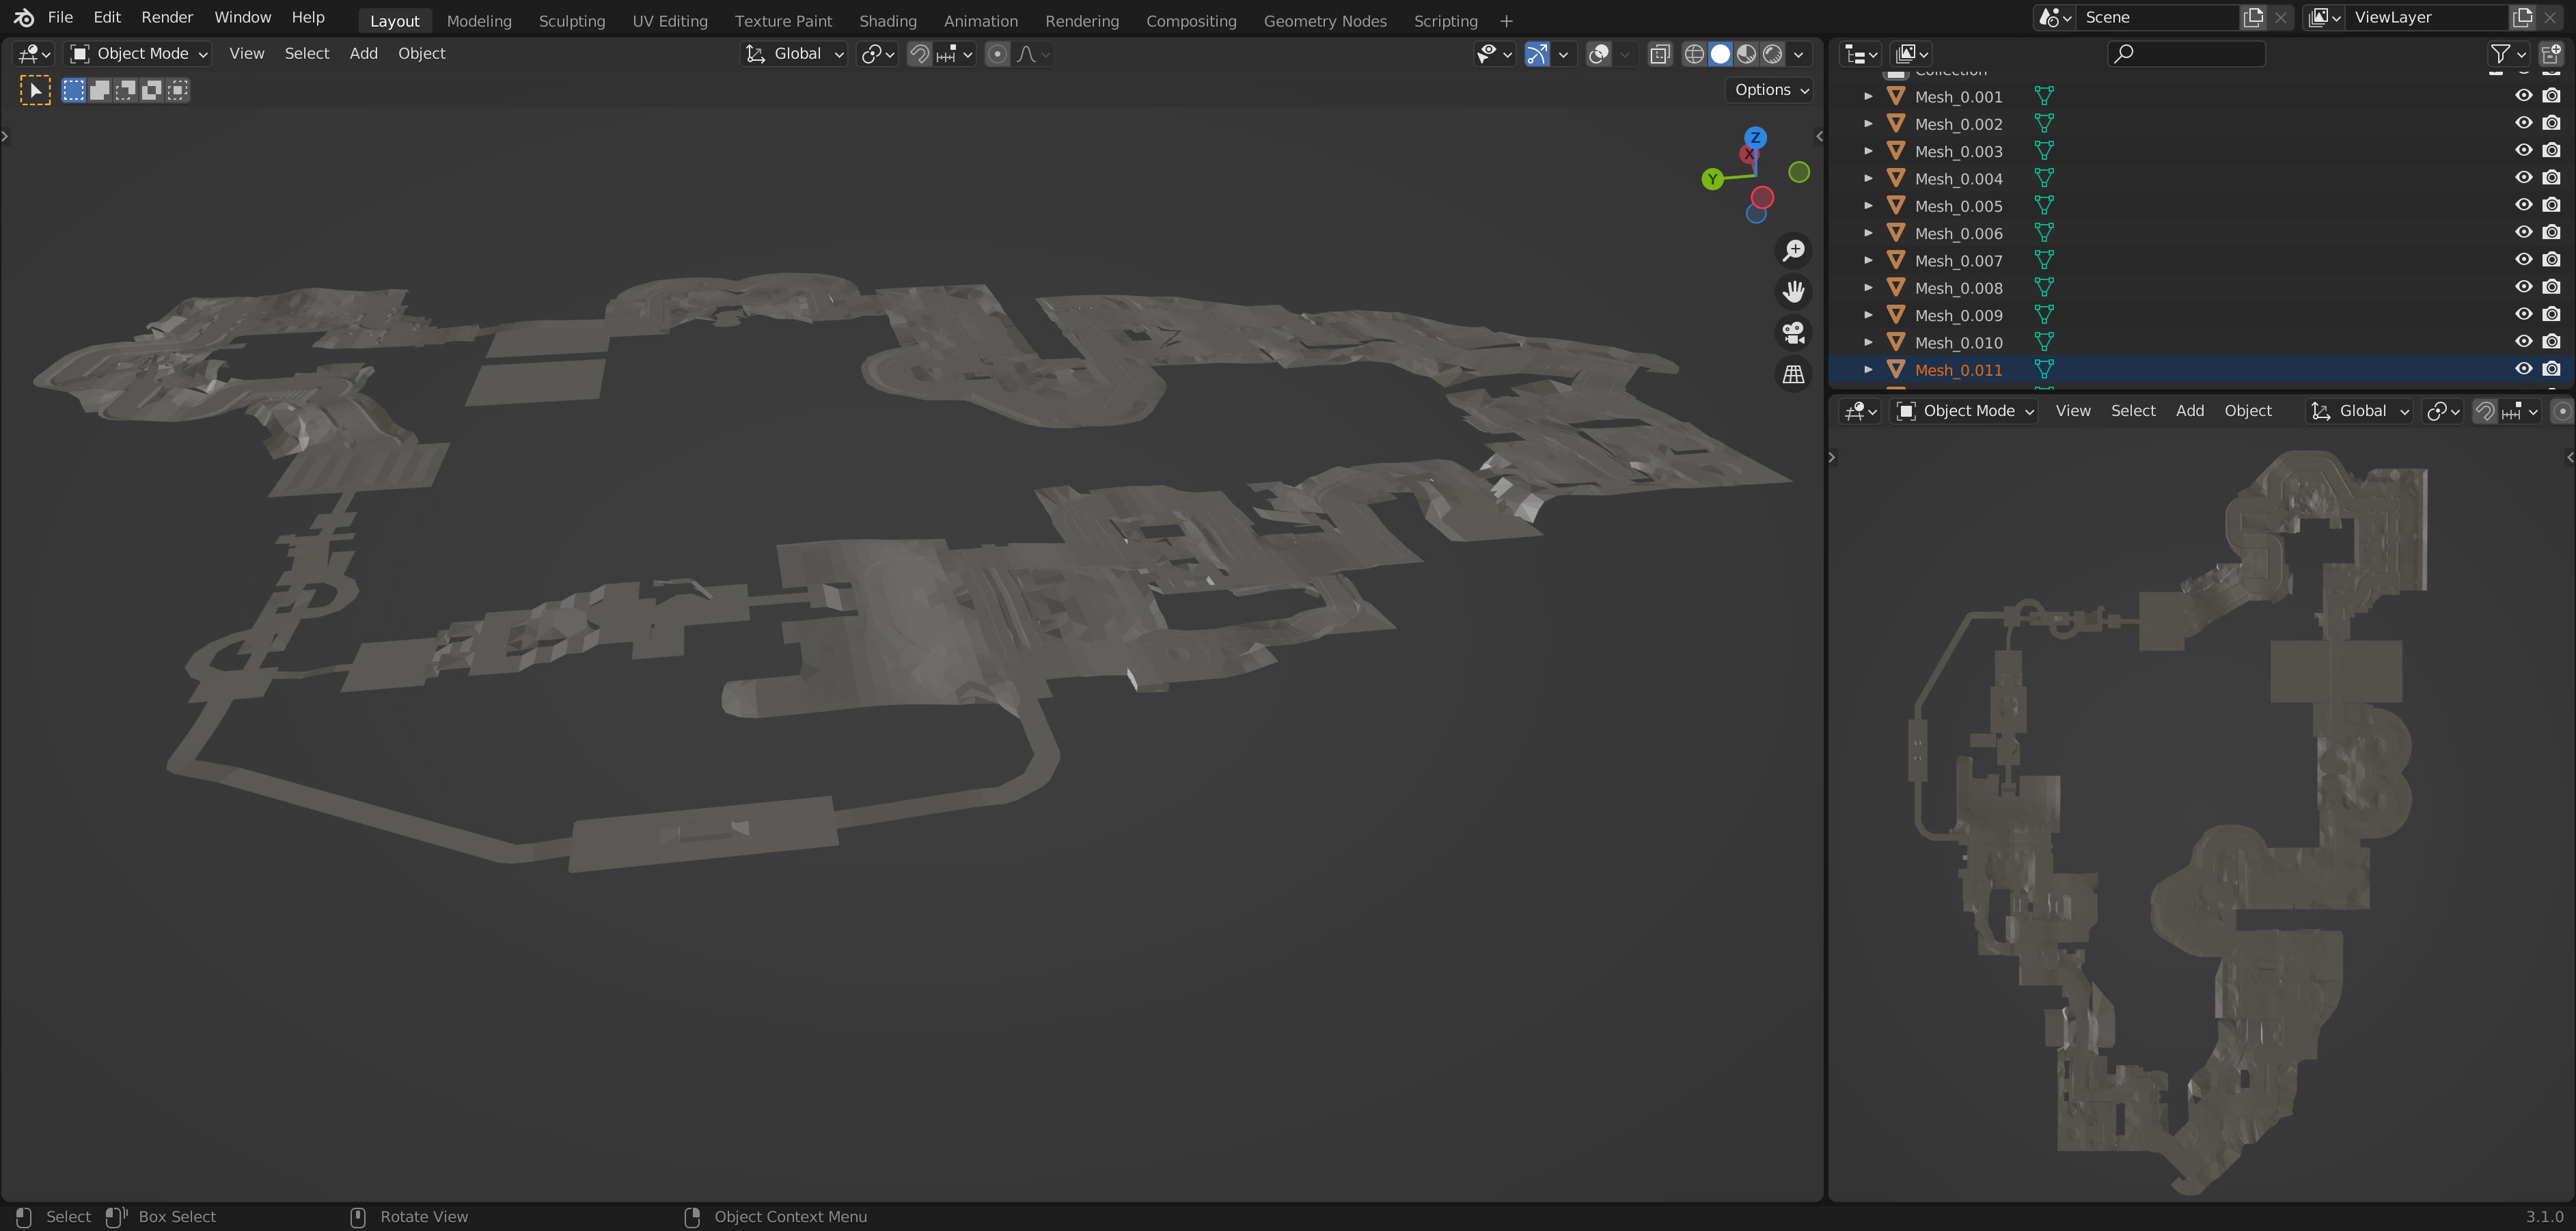 File Edit Render Window Help Layout Modeling Sculpting UV Editing Texture Paint Shading Animation Rendering Compositing Geometry Nodes Scripting + Scene ViewLayer
Object Mode View Select Add Object Global
Options
Z
X
Y
Collection
Mesh_0.001
Mesh_0.002
Mesh_0.003
Mesh_0.004
Mesh_0.005
Mesh_0.006
Mesh_0.007
Mesh_0.008
Mesh_0.009
Mesh_0.010
Mesh_0.011
Object Mode View Select Add Object Global
Select Box Select Rotate View Object Context Menu 3.1.0